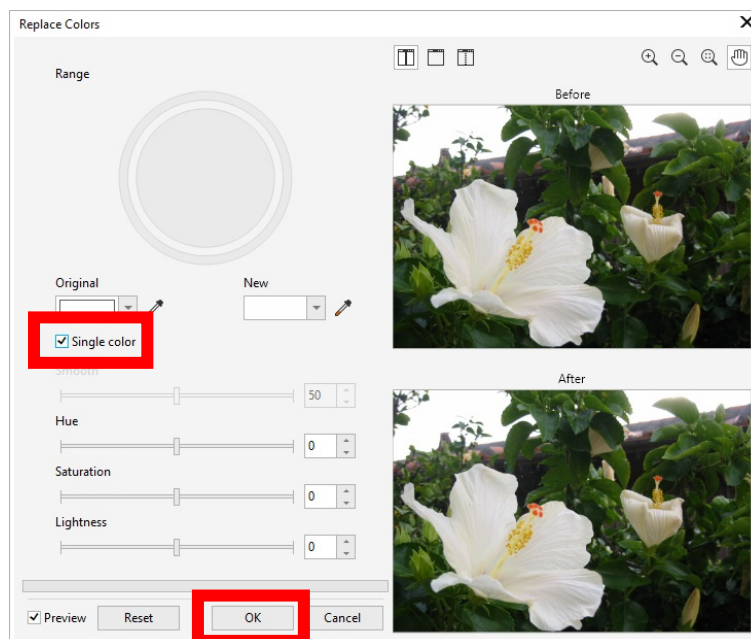 Replace Colors
Range
Before
Original
New
Single color
Smooth
50
After
Hue
0
Saturation
0
Lightness
0
Preview
Reset
OK
Cancel